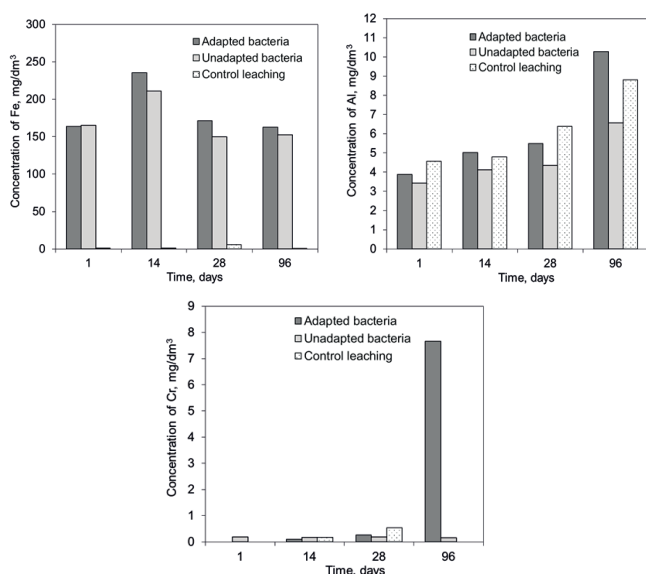 Concentration of Fe, mg/dm³
300
250
200
150
100
50
0
Adapted bacteria
Unadapted bacteria
Control leaching
1 14 28 96
Time, days
Concentration of Al, mg/dm³
12
11
10
9
8
7
6
5
4
3
2
1
0
Adapted bacteria
Unadapted bacteria
Control leaching
1 14 28 96
Time, days
Concentration of Cr, mg/dm³
9
8
7
6
5
4
3
2
1
0
Adapted bacteria
Unadapted bacteria
Control leaching
1 14 28 96
Time, days